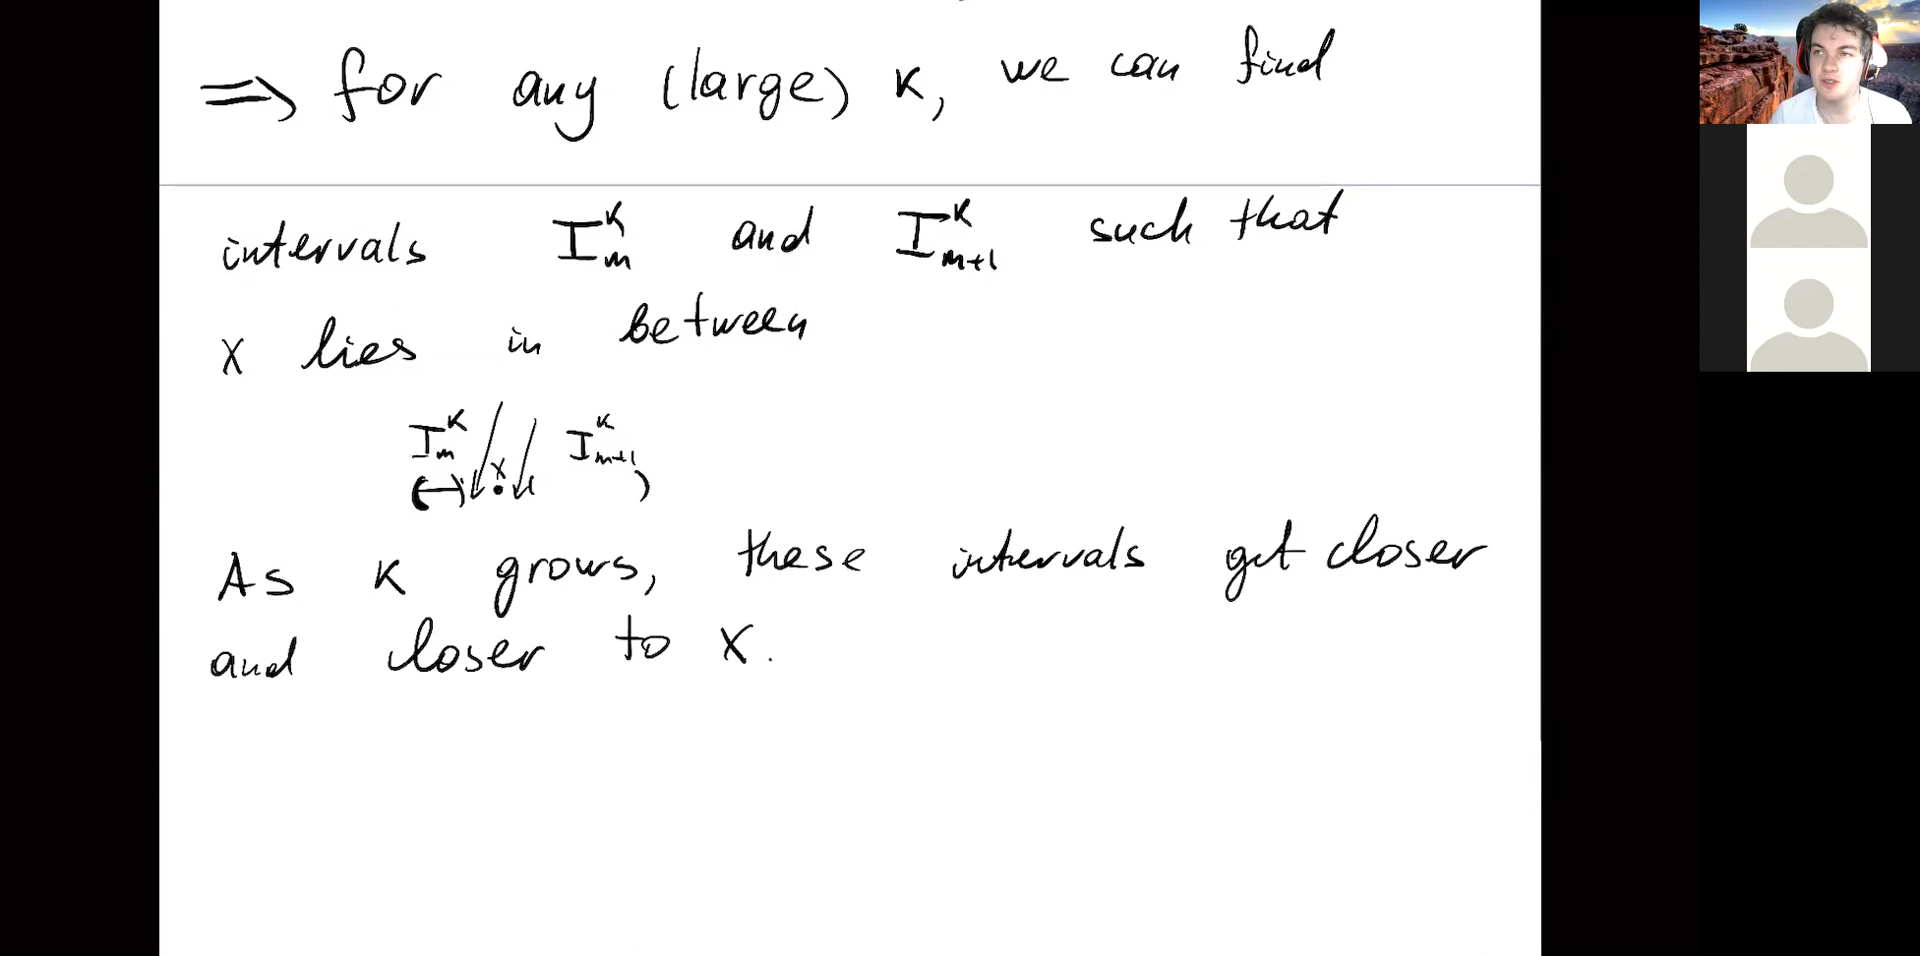 ⇒ for any (large) k, we can find
intervals I_m^k and I_{m+1}^k such that
x lies in between
I_m^k x I_{m+1}^k
As k grows, these intervals get closer
and closer to x.